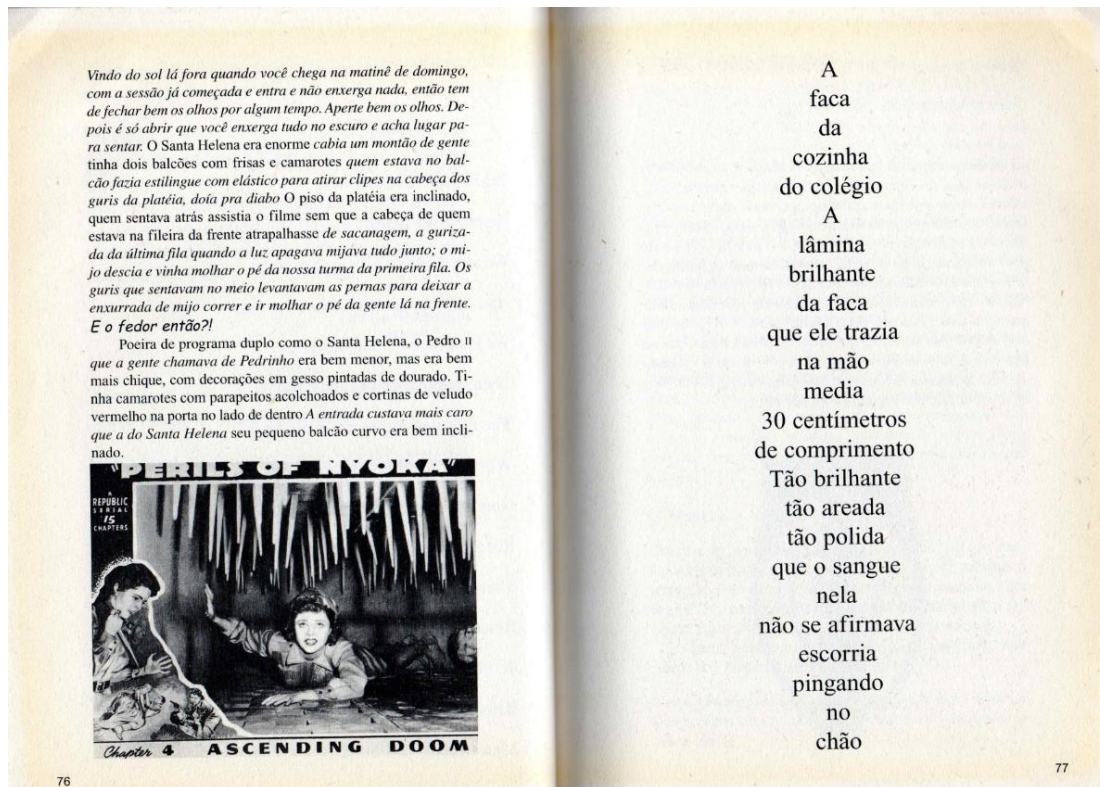 Vindo do sol lá fora quando você chega na matinê de domingo,
com a sessão já começada e entra e não enxerga nada, então tem
de fechar bem os olhos por algum tempo. Aperte bem os olhos. De-
pois é só abrir que você enxerga tudo no escuro e acha lugar pa-
ra sentar. O Santa Helena era enorme cabia um montão de gente
tinha dois balcões com frisas e camarotes quem estava no bal-
cão fazia estilingue com elástico para atirar clipes na cabeça dos
guris da platéia, doía pra diabo O piso da platéia era inclinado,
quem sentava atrás assistia o filme sem que a cabeça de quem
estava na fileira da frente atrapalhasse de sacanagem, a guriza-
da da última fila quando a luz apagava mijava tudo junto; o mi-
jo descia e vinha molhar o pé da nossa turma da primeira fila. Os
guris que sentavam no meio levantavam as pernas para deixar a
enxurrada de mijo correr e ir molhar o pé da gente lá na frente.
E o fedor então?!
Poeira de programa duplo como o Santa Helena, o Pedro II
que a gente chamava de Pedrinho era bem menor, mas era bem
mais chique, com decorações em gesso pintadas de dourado. Ti-
nha camarotes com parapeitos acolchoados e cortinas de veludo
vermelho na porta no lado de dentro A entrada custava mais caro
que a do Santa Helena seu pequeno balcão curvo era bem incli-
nado.
"PERILS OF NYOKA"
A
REPUBLIC
SERIAL
15
CHAPTERS
Chapter 4 ASCENDING DOOM
76
A
faca
da
cozinha
do colégio
A
lâmina
brilhante
da faca
que ele trazia
na mão
media
30 centímetros
de comprimento
Tão brilhante
tão areada
tão polida
que o sangue
nela
não se afirmava
escorria
pingando
no
chão
77